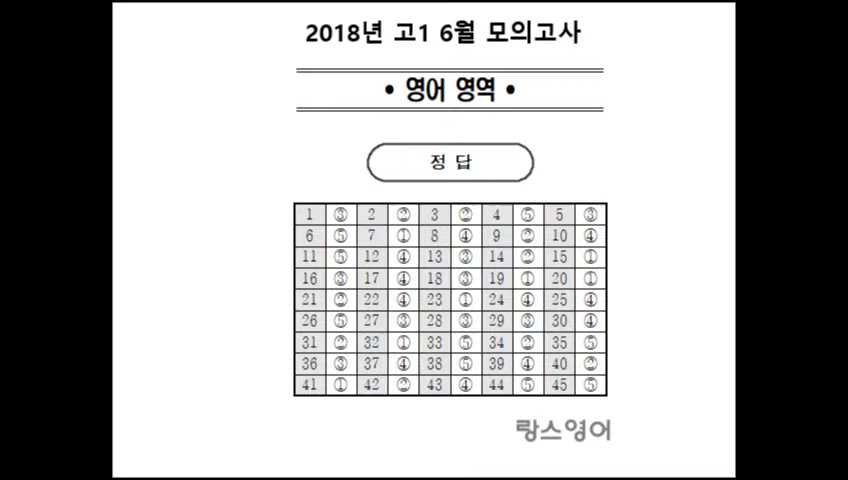 2018년 고1 6월 모의고사
• 영어 영역 •
정 답
1 ③ 2 ② 3 ② 4 ⑤ 5 ③
6 ⑤ 7 ① 8 ④ 9 ② 10 ④
11 ⑤ 12 ④ 13 ③ 14 ② 15 ①
16 ③ 17 ④ 18 ③ 19 ① 20 ①
21 ② 22 ④ 23 ① 24 ④ 25 ④
26 ⑤ 27 ③ 28 ③ 29 ③ 30 ④
31 ② 32 ① 33 ⑤ 34 ② 35 ⑤
36 ③ 37 ④ 38 ⑤ 39 ④ 40 ②
41 ① 42 ② 43 ④ 44 ⑤ 45 ⑤
랑스영어